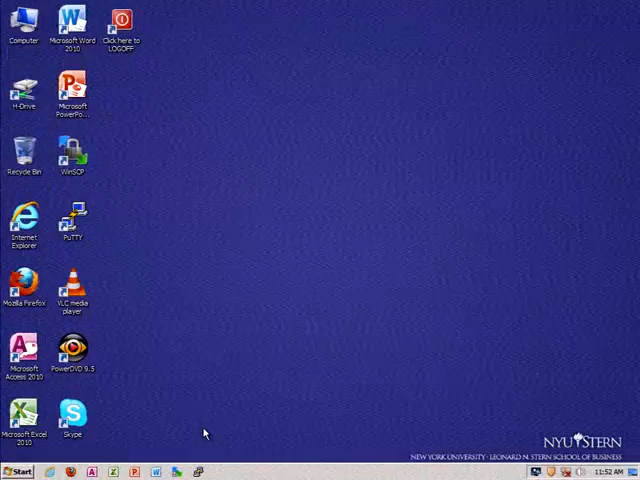 Computer
Microsoft Word
2010
Click here to
LOGOFF
H-Drive
Microsoft
PowerPo...
Recycle Bin
WinSCP
Internet
Explorer
PuTTY
Mozilla Firefox
VLC media
player
Microsoft
Access 2010
PowerDVD 9.5
Microsoft Excel
2010
Skype
NYU STERN
NEW YORK UNIVERSITY · LEONARD N. STERN SCHOOL OF BUSINESS
Start
11:52 AM